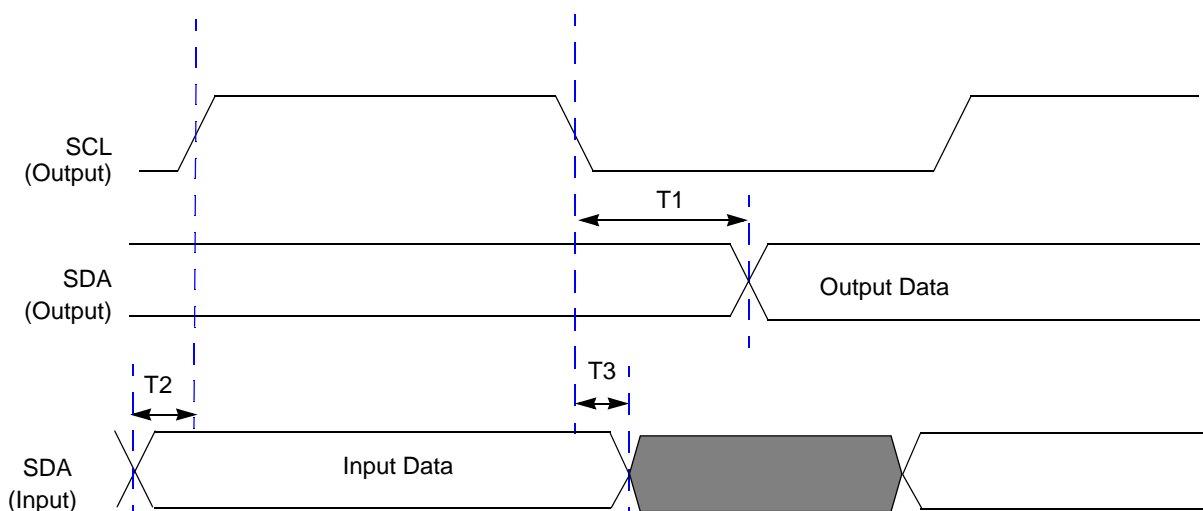 SCL
(Output)
T1
SDA
(Output)
Output Data
T2
T3
SDA
(Input)
Input Data